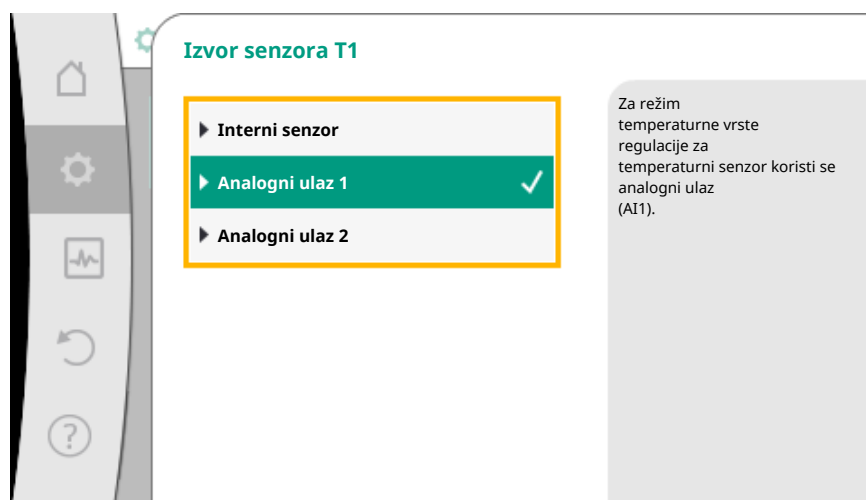 Izvor senzora T1
Interni senzor
Analogni ulaz 1
Analogni ulaz 2
Za režim
temperaturne vrste
regulacije za
temperaturni senzor koristi se
analogni ulaz
(AI1).
?